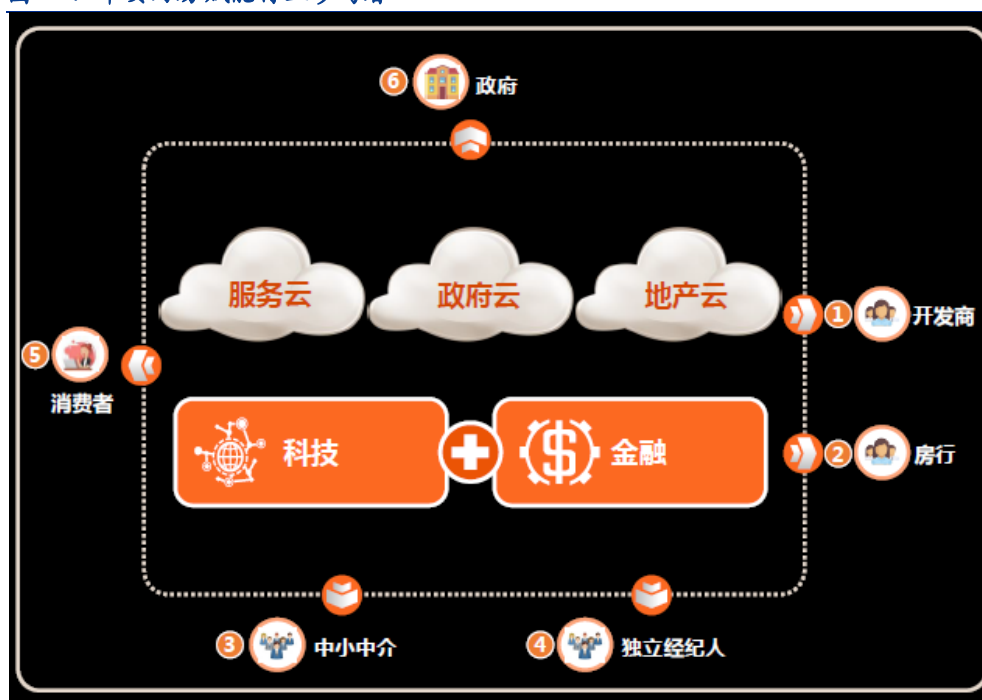 ⑥ 政府
服务云 政府云 地产云
① 开发商
⑤ 消费者
科技 + 金融
② 房行
③ 中小中介
④ 独立经纪人